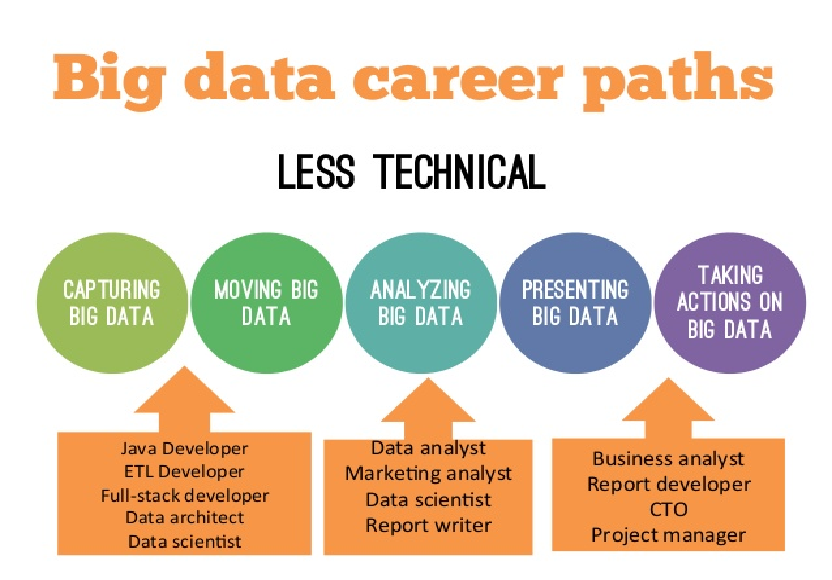 Big data career paths
LESS TECHNICAL
CAPTURING
BIG DATA
MOVING BIG
DATA
ANALYZING
BIG DATA
PRESENTING
BIG DATA
TAKING
ACTIONS ON
BIG DATA
Java Developer
ETL Developer
Full-stack developer
Data architect
Data scientist
Data analyst
Marketing analyst
Data scientist
Report writer
Business analyst
Report developer
CTO
Project manager